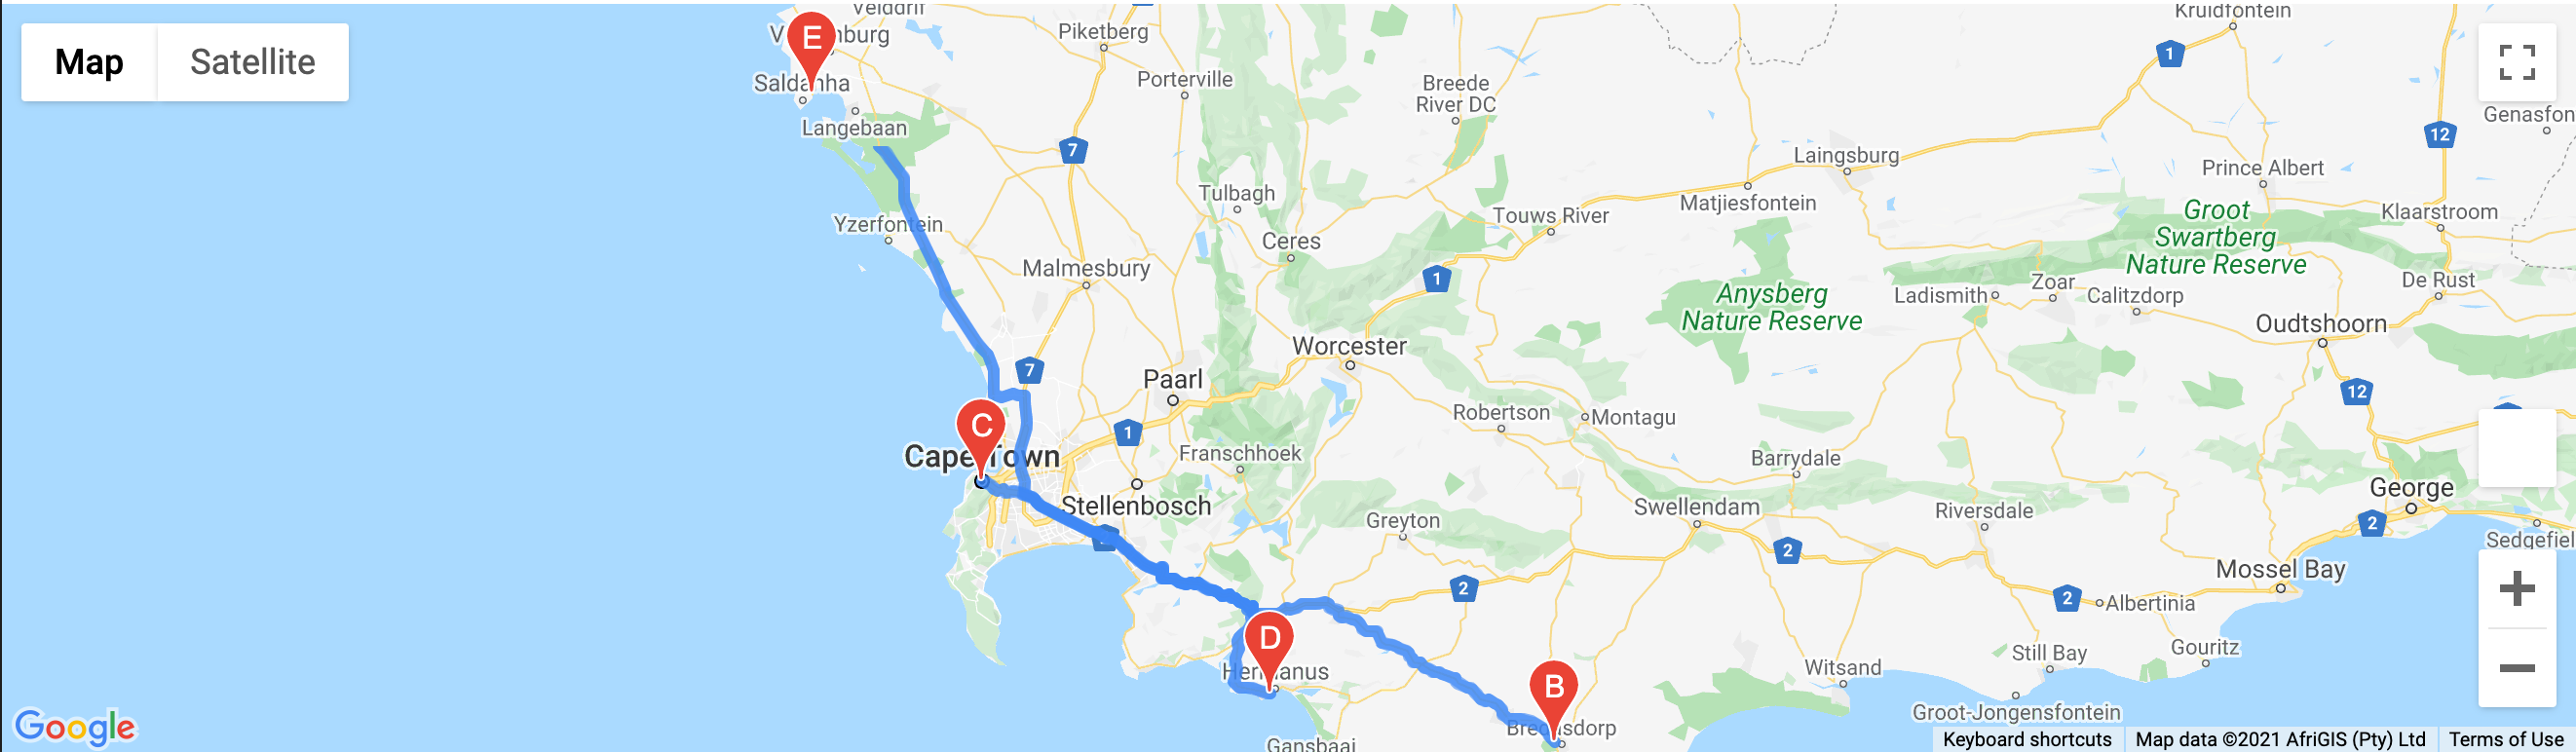 Velddrif
Kruidfontein
Map
Satellite
E
Piketberg
1
Saldanha
Porterville
Breede
River DC
Genasfon
Langebaan
12
7
Laingsburg
Prince Albert
Tulbagh
Matjiesfontein
Touws River
Klaarstroom
Yzerfontein
Ceres
Groot
Swartberg
Nature Reserve
Malmesbury
1
De Rust
Anysberg
Nature Reserve
Ladismith
Zoar
Calitzdorp
Oudtshoorn
Worcester
7
Paarl
12
C
Robertson
Montagu
1
Cape Town
Franschhoek
Barrydale
George
Stellenbosch
Greyton
Swellendam
Riversdale
2
2
Sedgefiel
Mossel Bay
2
2
Albertinia
D
Hermanus
Still Bay
Gouritz
Witsand
B
Bredasdorp
Groot-Jongensfontein
Google
Gansbaai
Keyboard shortcuts
Map data ©2021 AfriGIS (Pty) Ltd
Terms of Use